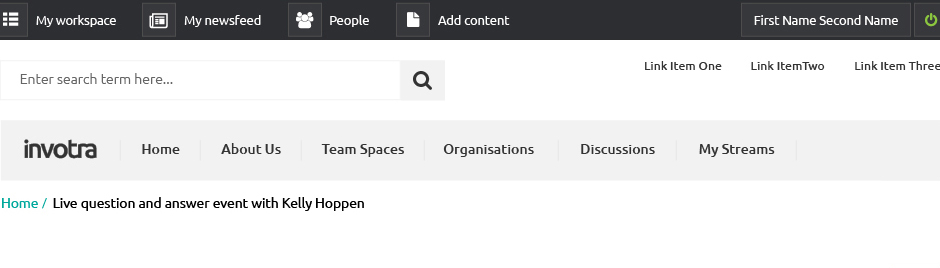 My workspace My newsfeed People Add content First Name Second Name
Link Item One Link ItemTwo Link Item Three
Enter search term here...
invotra Home About Us Team Spaces Organisations Discussions My Streams
Home / Live question and answer event with Kelly Hoppen